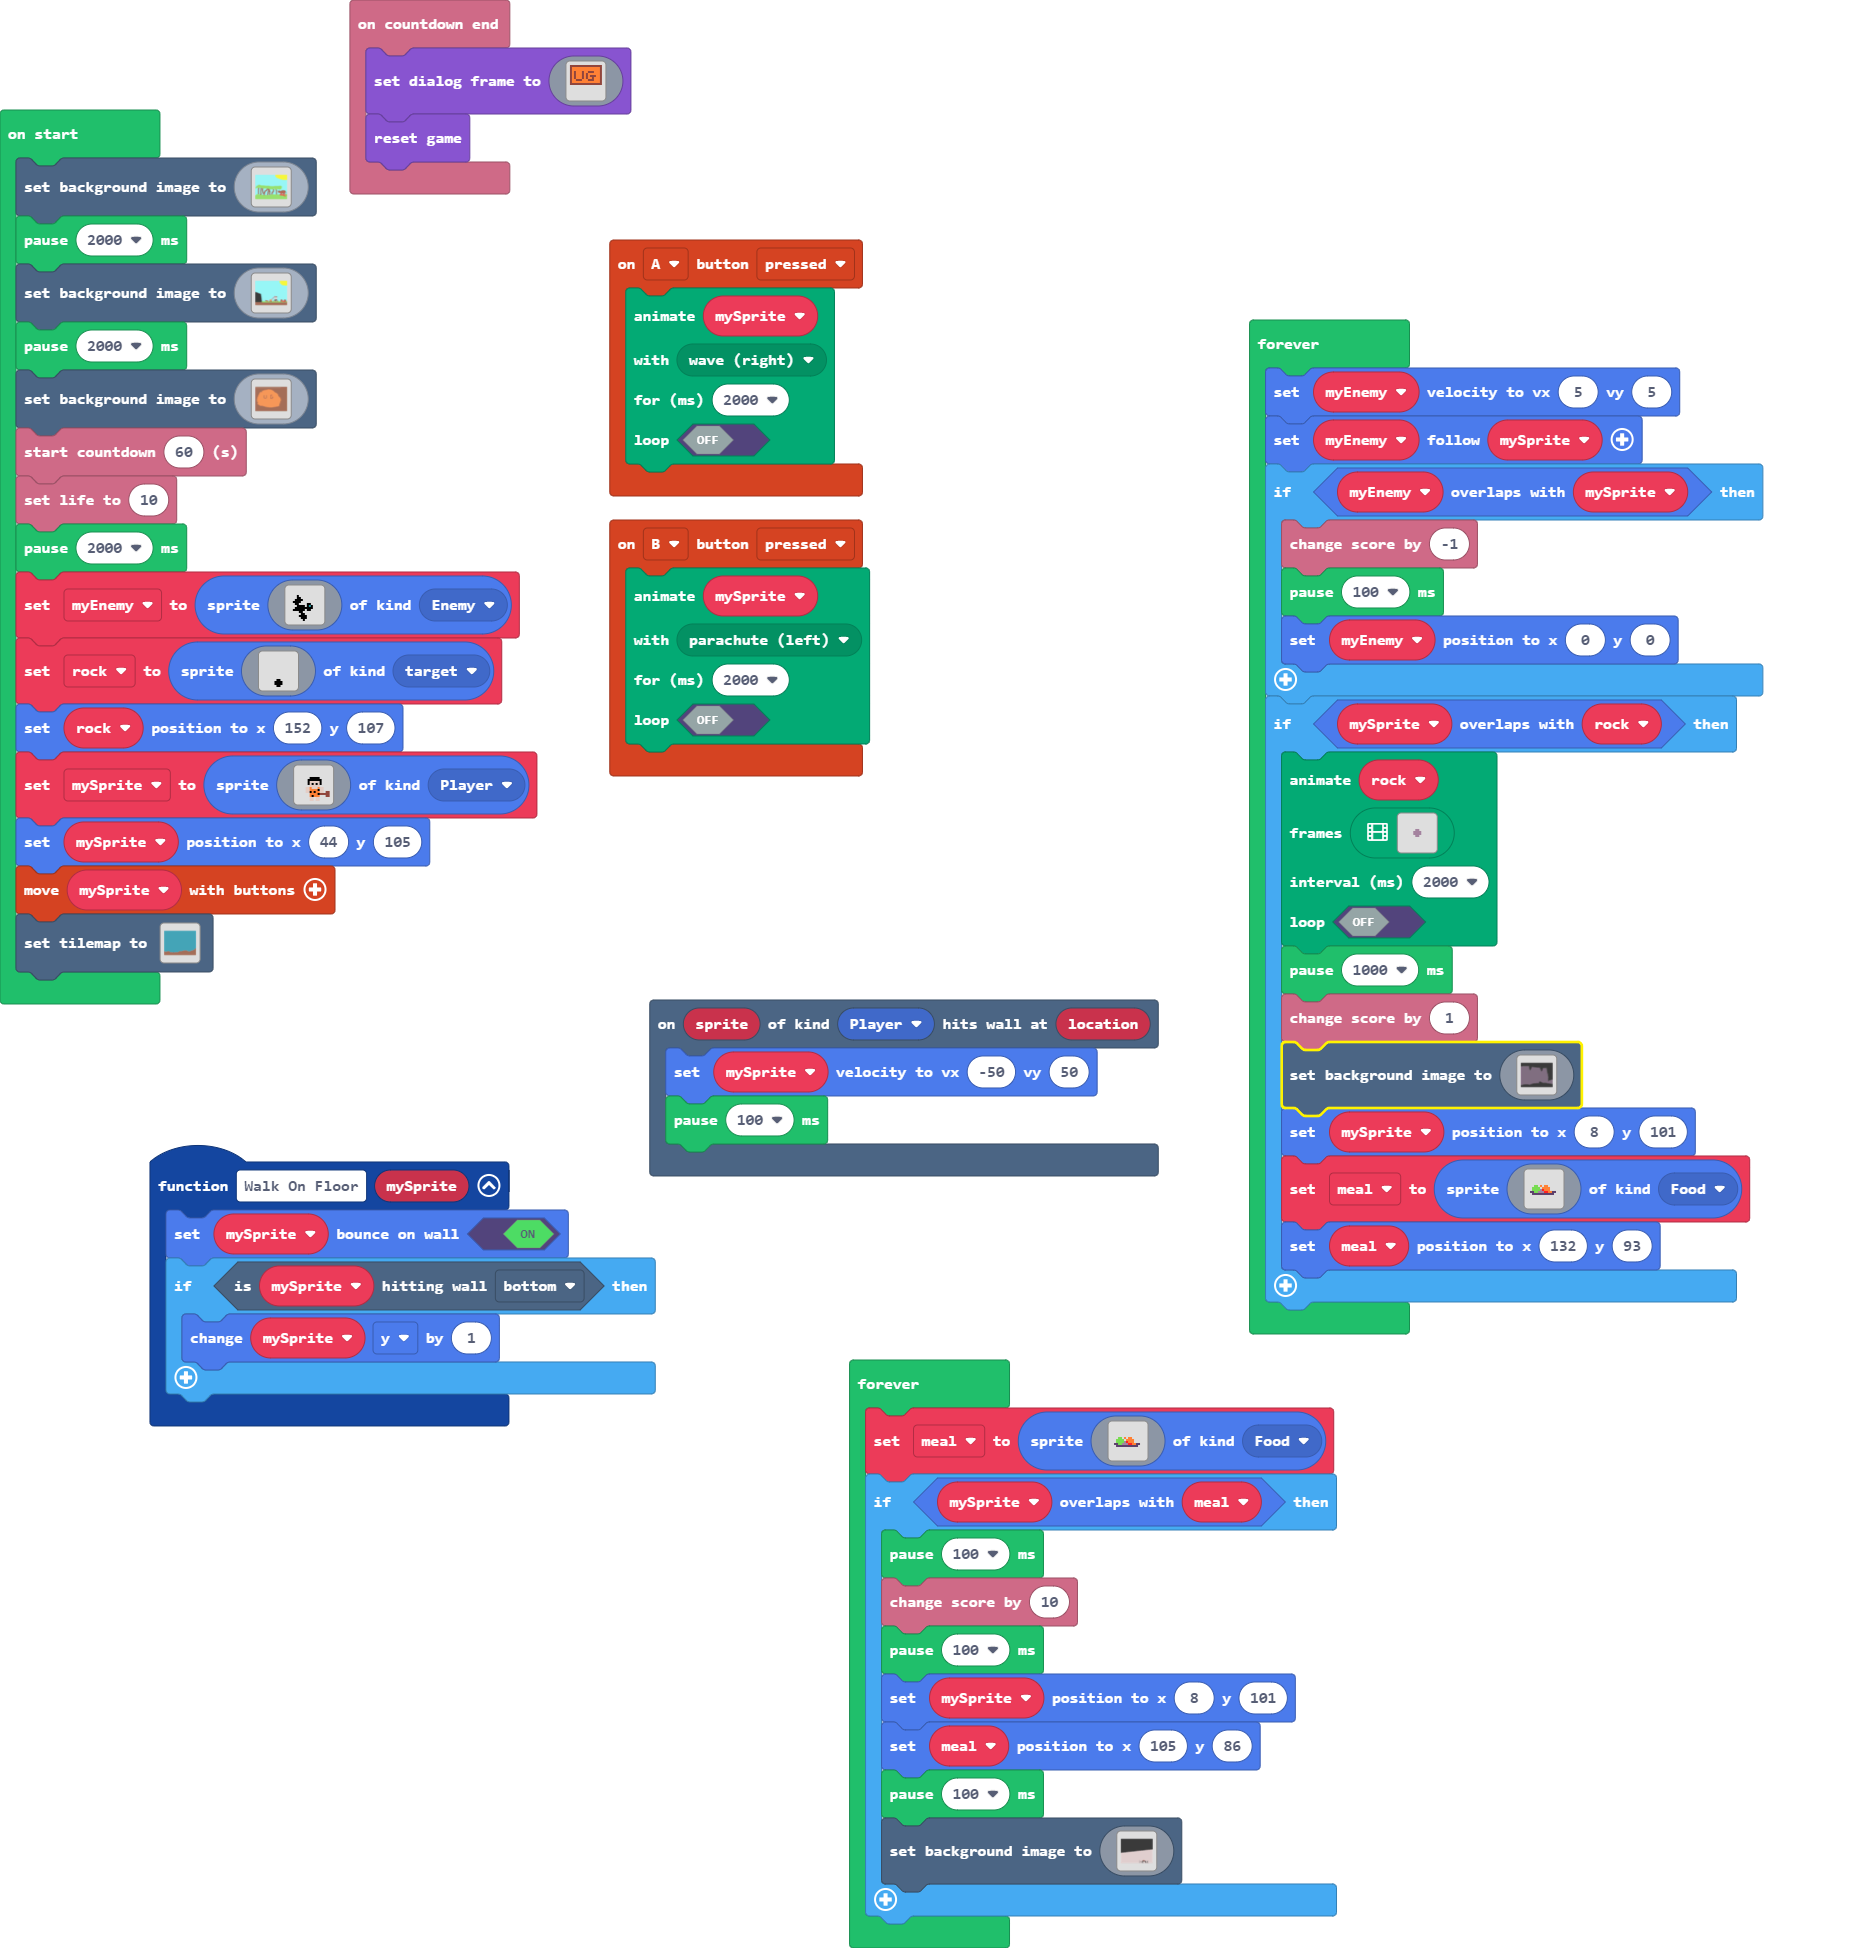 on countdown end
set dialog frame to UG
reset game
on start
set background image to
pause 2000 ms
set background image to
pause 2000 ms
set background image to
start countdown 60 (s)
set life to 10
pause 2000 ms
set myEnemy to sprite of kind Enemy
set rock to sprite of kind target
set rock position to x 152 y 107
set mySprite to sprite of kind Player
set mySprite position to x 44 y 105
move mySprite with buttons
set tilemap to
on A button pressed
animate mySprite
with wave (right)
for (ms) 2000
loop OFF
on B button pressed
animate mySprite
with parachute (left)
for (ms) 2000
loop OFF
forever
set myEnemy velocity to vx 5 vy 5
set myEnemy follow mySprite
if myEnemy overlaps with mySprite then
change score by -1
pause 100 ms
set myEnemy position to x 0 y 0
if mySprite overlaps with rock then
animate rock
frames
interval (ms) 2000
loop OFF
pause 1000 ms
change score by 1
set background image to
set mySprite position to x 8 y 101
set meal to sprite of kind Food
set meal position to x 132 y 93
on sprite of kind Player hits wall at location
set mySprite velocity to vx -50 vy 50
pause 100 ms
function Walk On Floor mySprite
set mySprite bounce on wall ON
if is mySprite hitting wall bottom then
change mySprite y by 1
forever
set meal to sprite of kind Food
if mySprite overlaps with meal then
pause 100 ms
change score by 10
pause 100 ms
set mySprite position to x 8 y 101
set meal position to x 105 y 86
pause 100 ms
set background image to